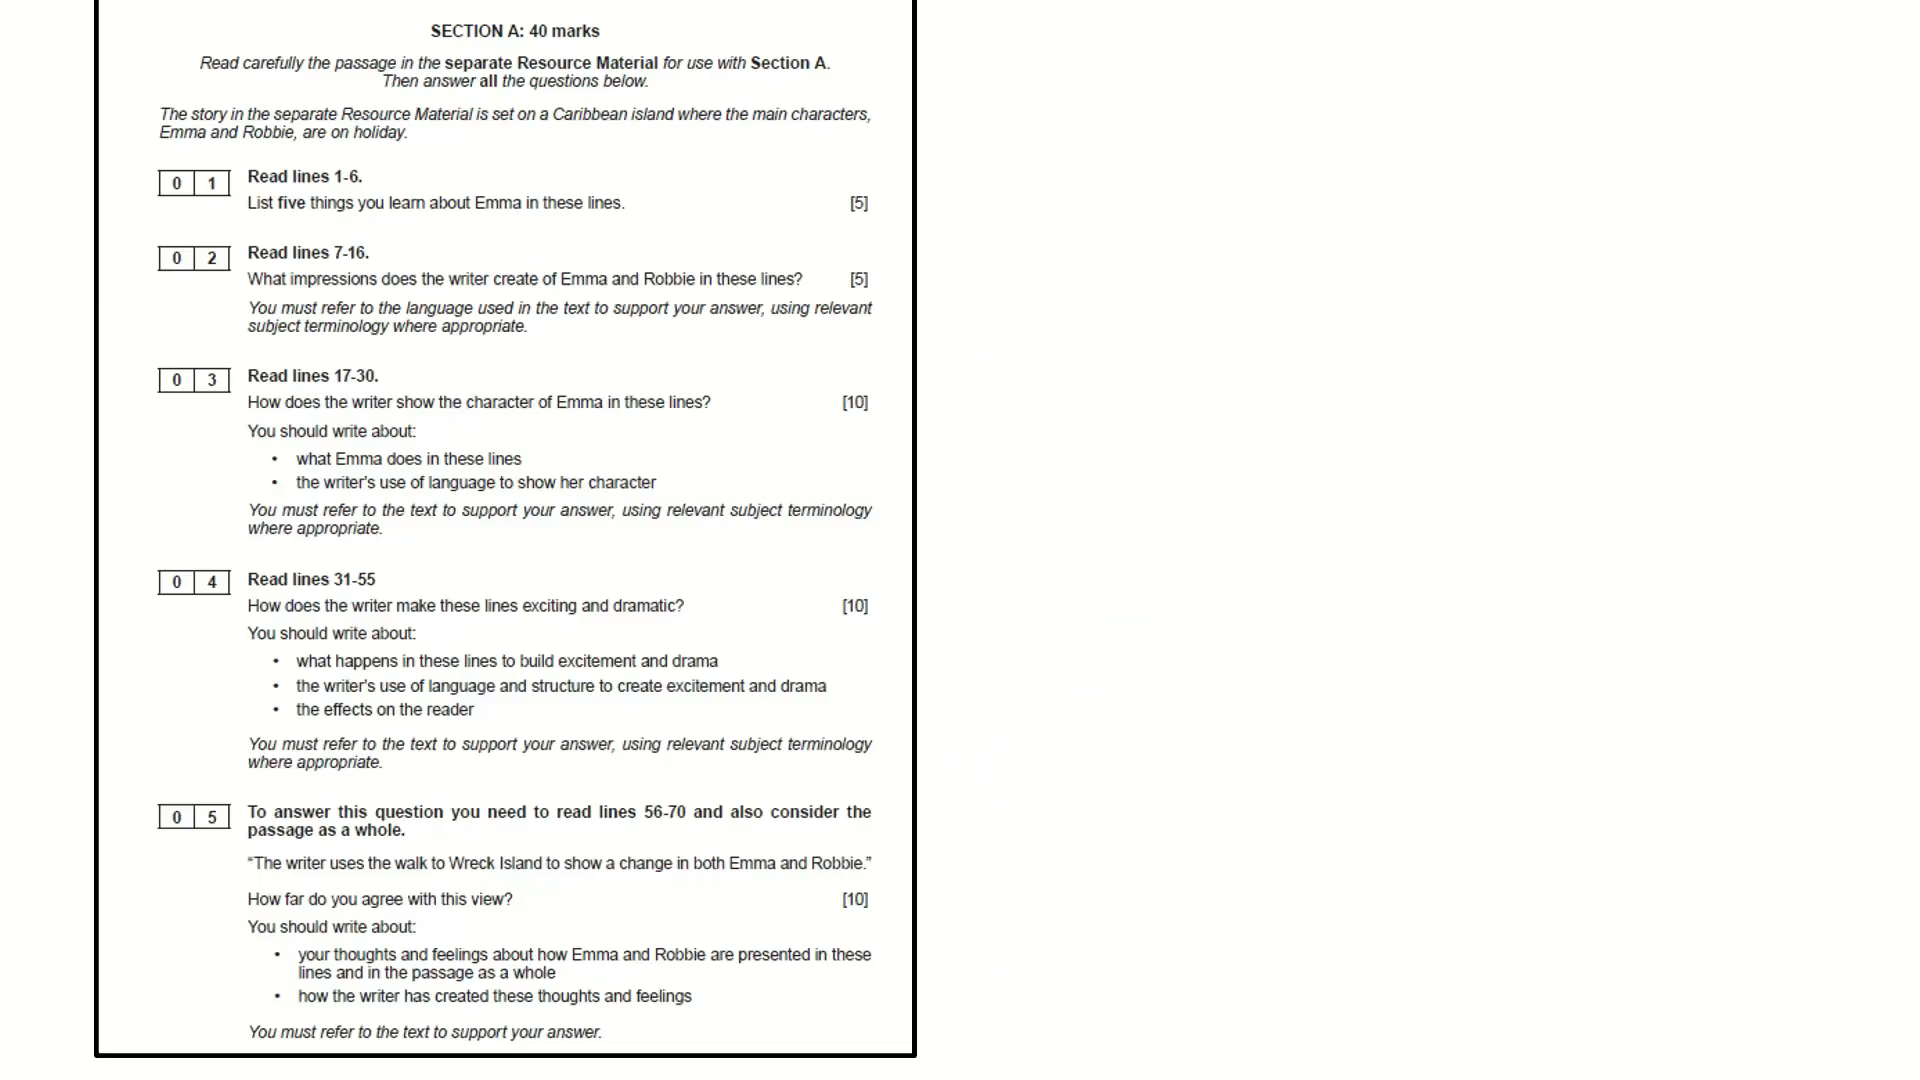 SECTION A: 40 marks
Read carefully the passage in the separate Resource Material for use with Section A.
Then answer all the questions below.
The story in the separate Resource Material is set on a Caribbean island where the main characters,
Emma and Robbie, are on holiday.
0 1 Read lines 1-6.
List five things you learn about Emma in these lines. [5]
0 2 Read lines 7-16.
What impressions does the writer create of Emma and Robbie in these lines? [5]
You must refer to the language used in the text to support your answer, using relevant
subject terminology where appropriate.
0 3 Read lines 17-30.
How does the writer show the character of Emma in these lines? [10]
You should write about:
• what Emma does in these lines
• the writer's use of language to show her character
You must refer to the text to support your answer, using relevant subject terminology
where appropriate.
0 4 Read lines 31-55
How does the writer make these lines exciting and dramatic? [10]
You should write about:
• what happens in these lines to build excitement and drama
• the writer's use of language and structure to create excitement and drama
• the effects on the reader
You must refer to the text to support your answer, using relevant subject terminology
where appropriate.
0 5 To answer this question you need to read lines 56-70 and also consider the
passage as a whole.
“The writer uses the walk to Wreck Island to show a change in both Emma and Robbie.”
How far do you agree with this view? [10]
You should write about:
• your thoughts and feelings about how Emma and Robbie are presented in these
lines and in the passage as a whole
• how the writer has created these thoughts and feelings
You must refer to the text to support your answer.